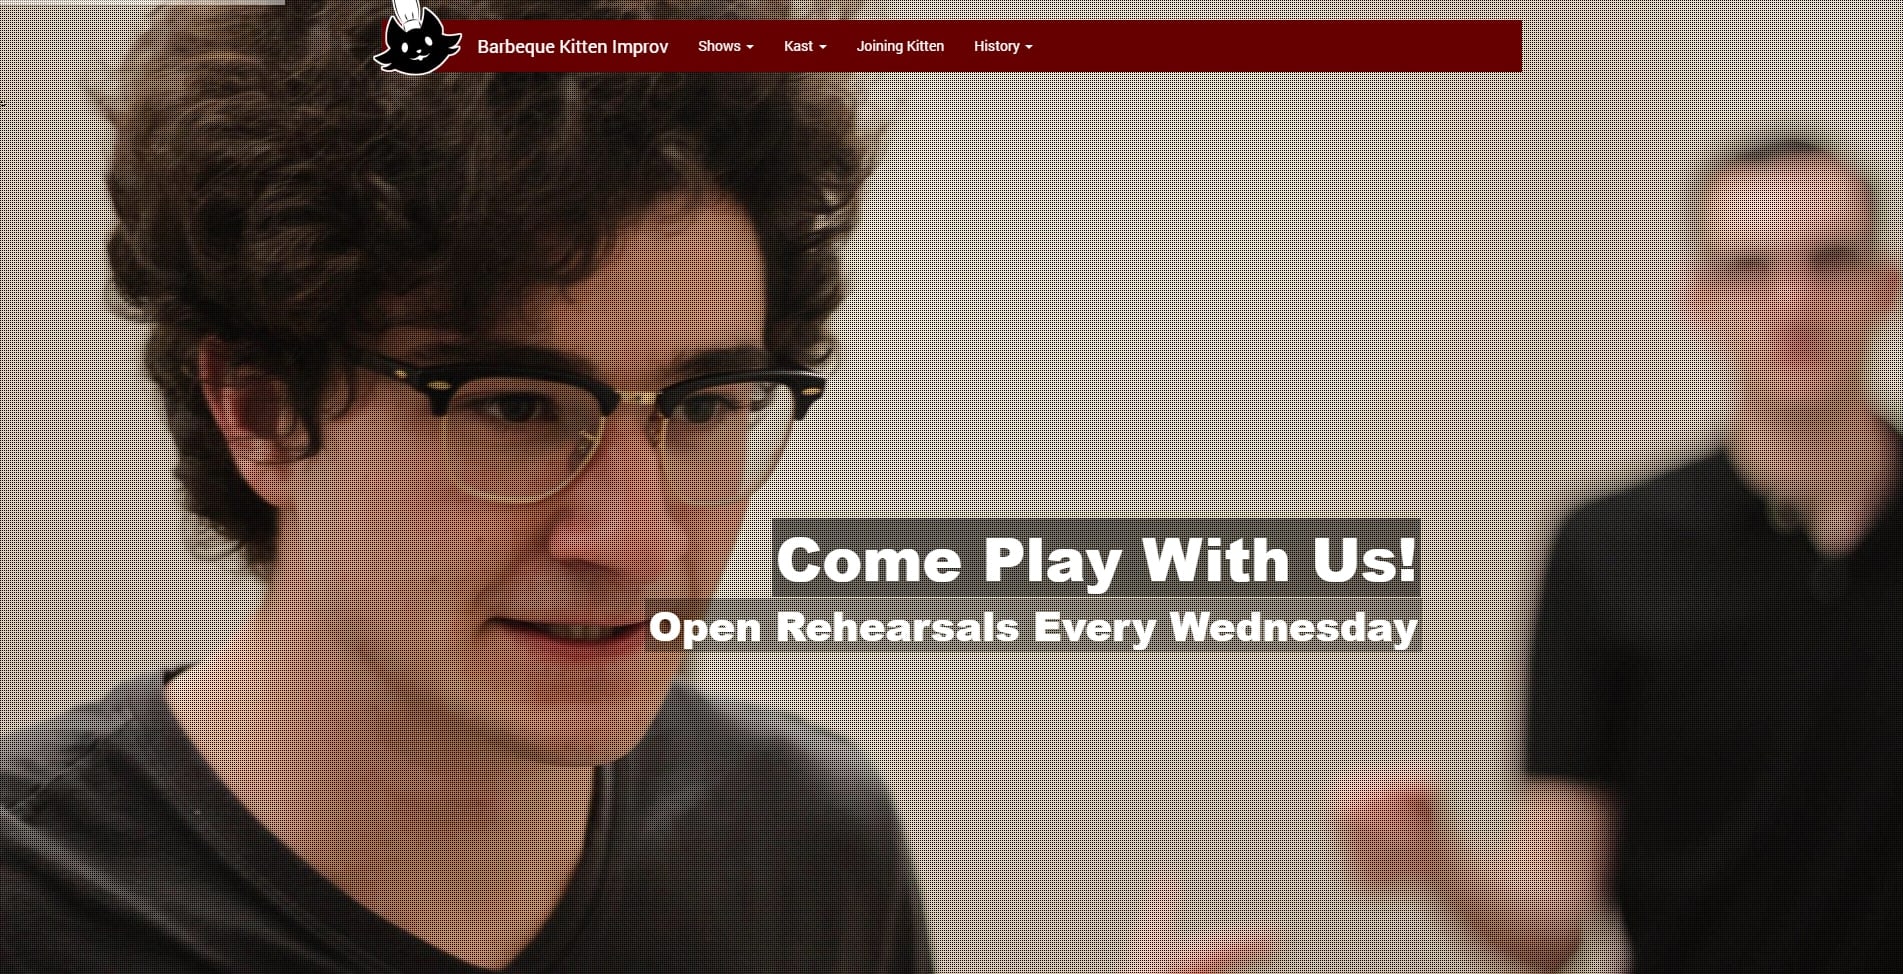 Barbeque Kitten Improv Shows Kast Joining Kitten History
Come Play With Us!
Open Rehearsals Every Wednesday